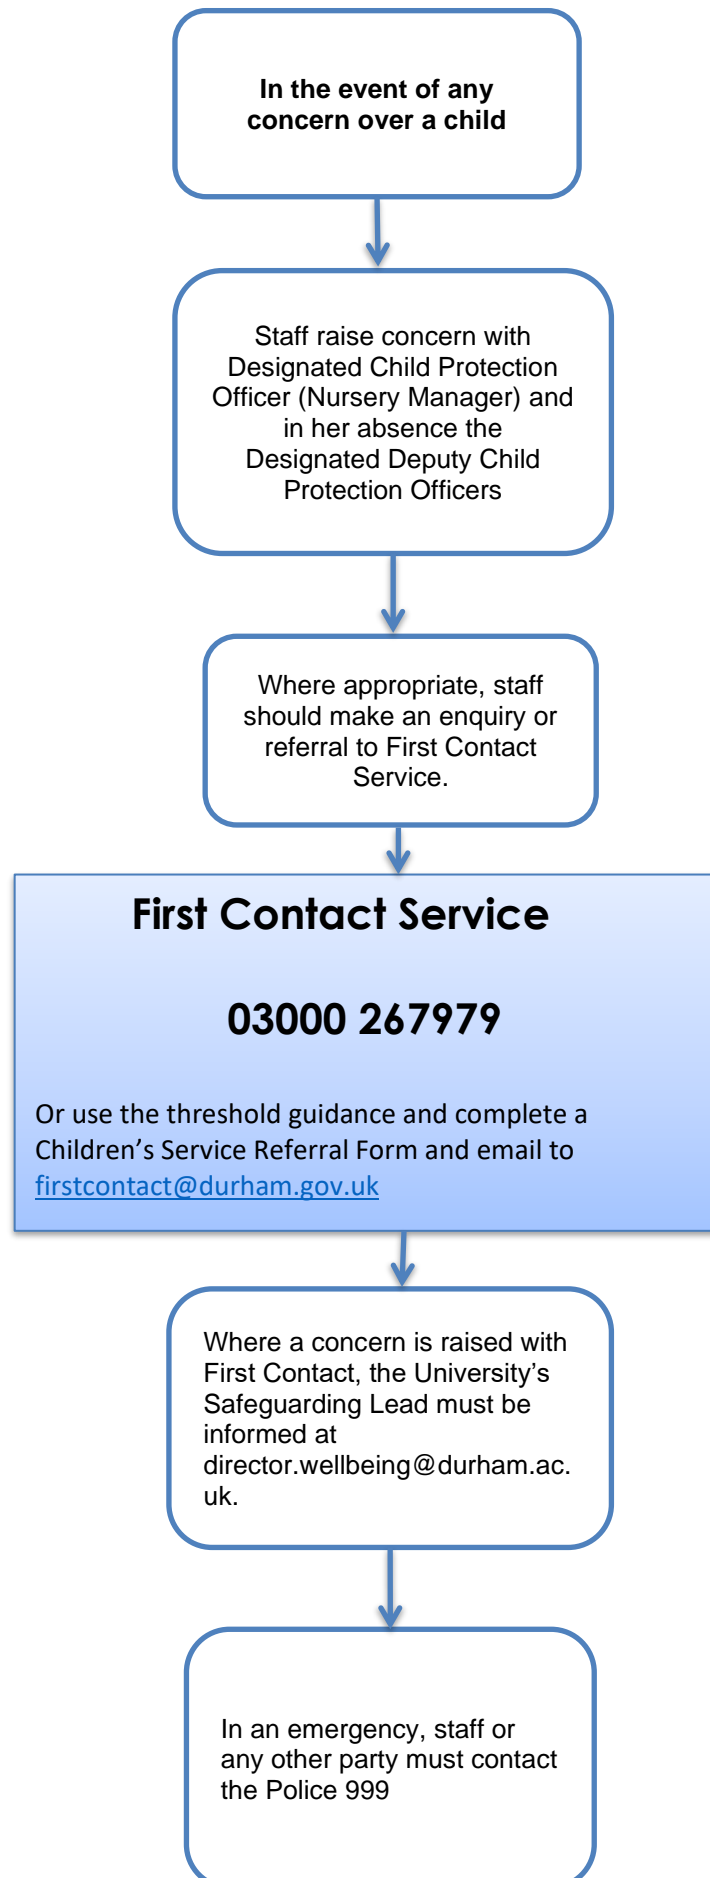 In the event of any
concern over a child
Staff raise concern with
Designated Child Protection
Officer (Nursery Manager) and
in her absence the
Designated Deputy Child
Protection Officers
Where appropriate, staff
should make an enquiry or
referral to First Contact
Service.
First Contact Service
03000 267979
Or use the threshold guidance and complete a
Children’s Service Referral Form and email to
firstcontact@durham.gov.uk
Where a concern is raised with
First Contact, the University’s
Safeguarding Lead must be
informed at
director.wellbeing@durham.ac.
uk.
In an emergency, staff or
any other party must contact
the Police 999